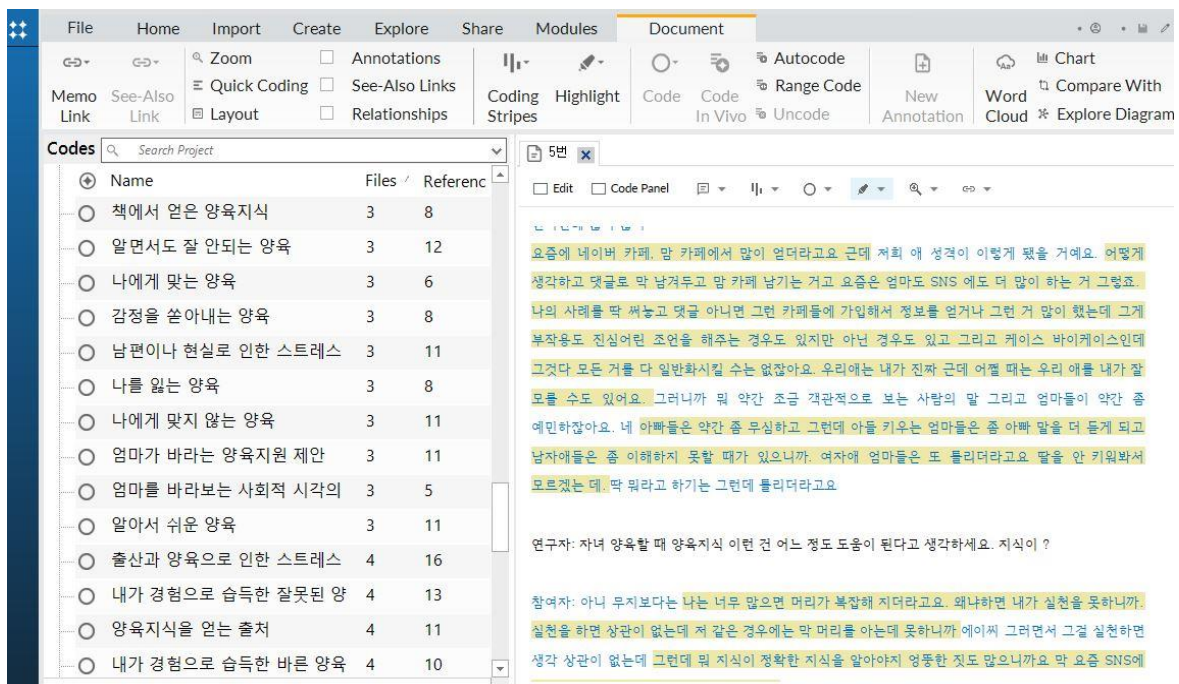 File Home Import Create Explore Share Modules Document
Zoom Annotations Autocode Chart
Quick Coding See-Also Links Range Code Compare With
Memo Link See-Also Link Layout Relationships Coding Stripes Highlight Code Code In Vivo Uncode New Annotation Word Cloud Explore Diagram
Codes Search Project
Name Files Referenc
책에서 얻은 양육지식 3 8
알면서도 잘 안되는 양육 3 12
나에게 맞는 양육 3 6
감정을 쏟아내는 양육 3 8
남편이나 현실로 인한 스트레스 3 11
나를 잃는 양육 3 8
나에게 맞지 않는 양육 3 11
엄마가 바라는 양육지원 제안 3 11
엄마를 바라보는 사회적 시각의 3 5
알아서 쉬운 양육 3 11
출산과 양육으로 인한 스트레스 4 16
내가 경험으로 습득한 잘못된 양 4 13
양육지식을 얻는 출처 4 11
내가 경험으로 습득한 바른 양육 4 10
5번
Edit Code Panel
요즘에 네이버 카페, 맘 카페에서 많이 얻더라고요 근데 저희 애 성격이 이렇게 됐을 거예요. 어떻게
생각하고 댓글로 막 남겨두고 맘 카페 남기는 거고 요즘은 엄마도 SNS 에도 더 많이 하는 거 그렇죠.
나의 사례를 딱 써놓고 댓글 아니면 그런 카페들에 가입해서 정보를 얻거나 그런 거 많이 했는데 그게
부작용도 진심어린 조언을 해주는 경우도 있지만 아닌 경우도 있고 그리고 케이스 바이케이스인데
그것다 모든 거를 다 일반화시킬 수는 없잖아요. 우리애는 내가 진짜 근데 어쩔 때는 우리 애를 내가 잘
모를 수도 있어요. 그러니까 뭐 약간 조금 객관적으로 보는 사람의 말 그리고 엄마들이 약간 좀
예민하잖아요. 네 아빠들은 약간 좀 무심하고 그런데 아들 키우는 엄마들은 좀 아빠 말을 더 듣게 되고
남자애들은 좀 이해하지 못할 때가 있으니까. 여자애 엄마들은 또 틀리더라고요 딸을 안 키워봐서
모르겠는 데. 딱 뭐라고 하기는 그런데 틀리더라고요
연구자: 자녀 양육할 때 양육지식 이런 건 어느 정도 도움이 된다고 생각하세요. 지식이 ?
참여자: 아니 무지보다는 나는 너무 많으면 머리가 복잡해 지더라고요. 왜냐하면 내가 실천을 못하니까.
실천을 하면 상관이 없는데 저 같은 경우에는 막 머리를 아는데 못하니까 에이씨 그러면서 그걸 실천하면
생각 상관이 없는데 그런데 뭐 지식이 정확한 지식을 알아야지 엉뚱한 짓도 많으니까요 막 요즘 SNS에